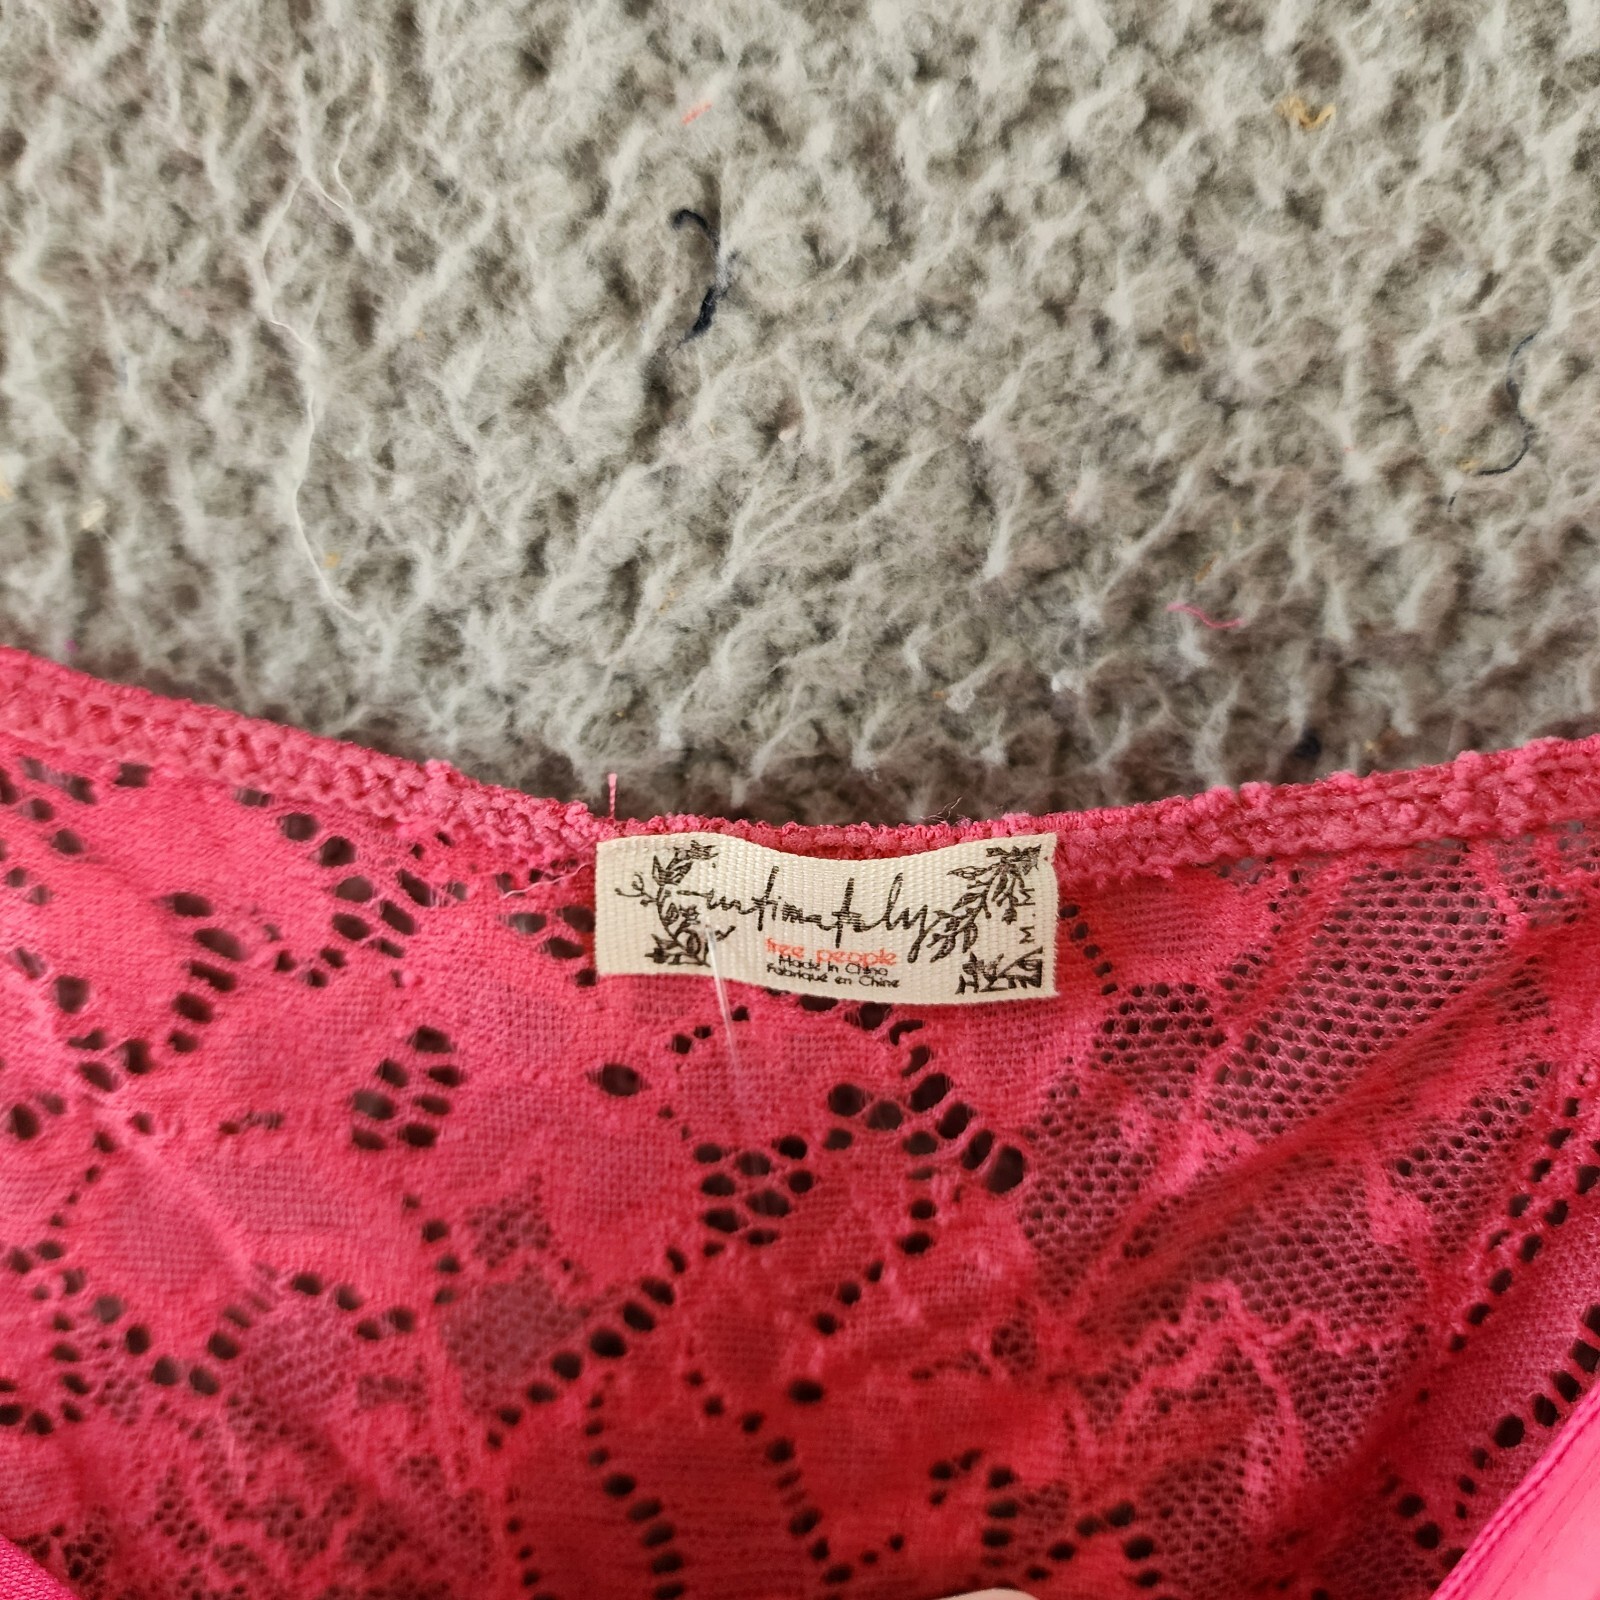 intimately
free people
Made in China
Fabriqué en Chine
M.M